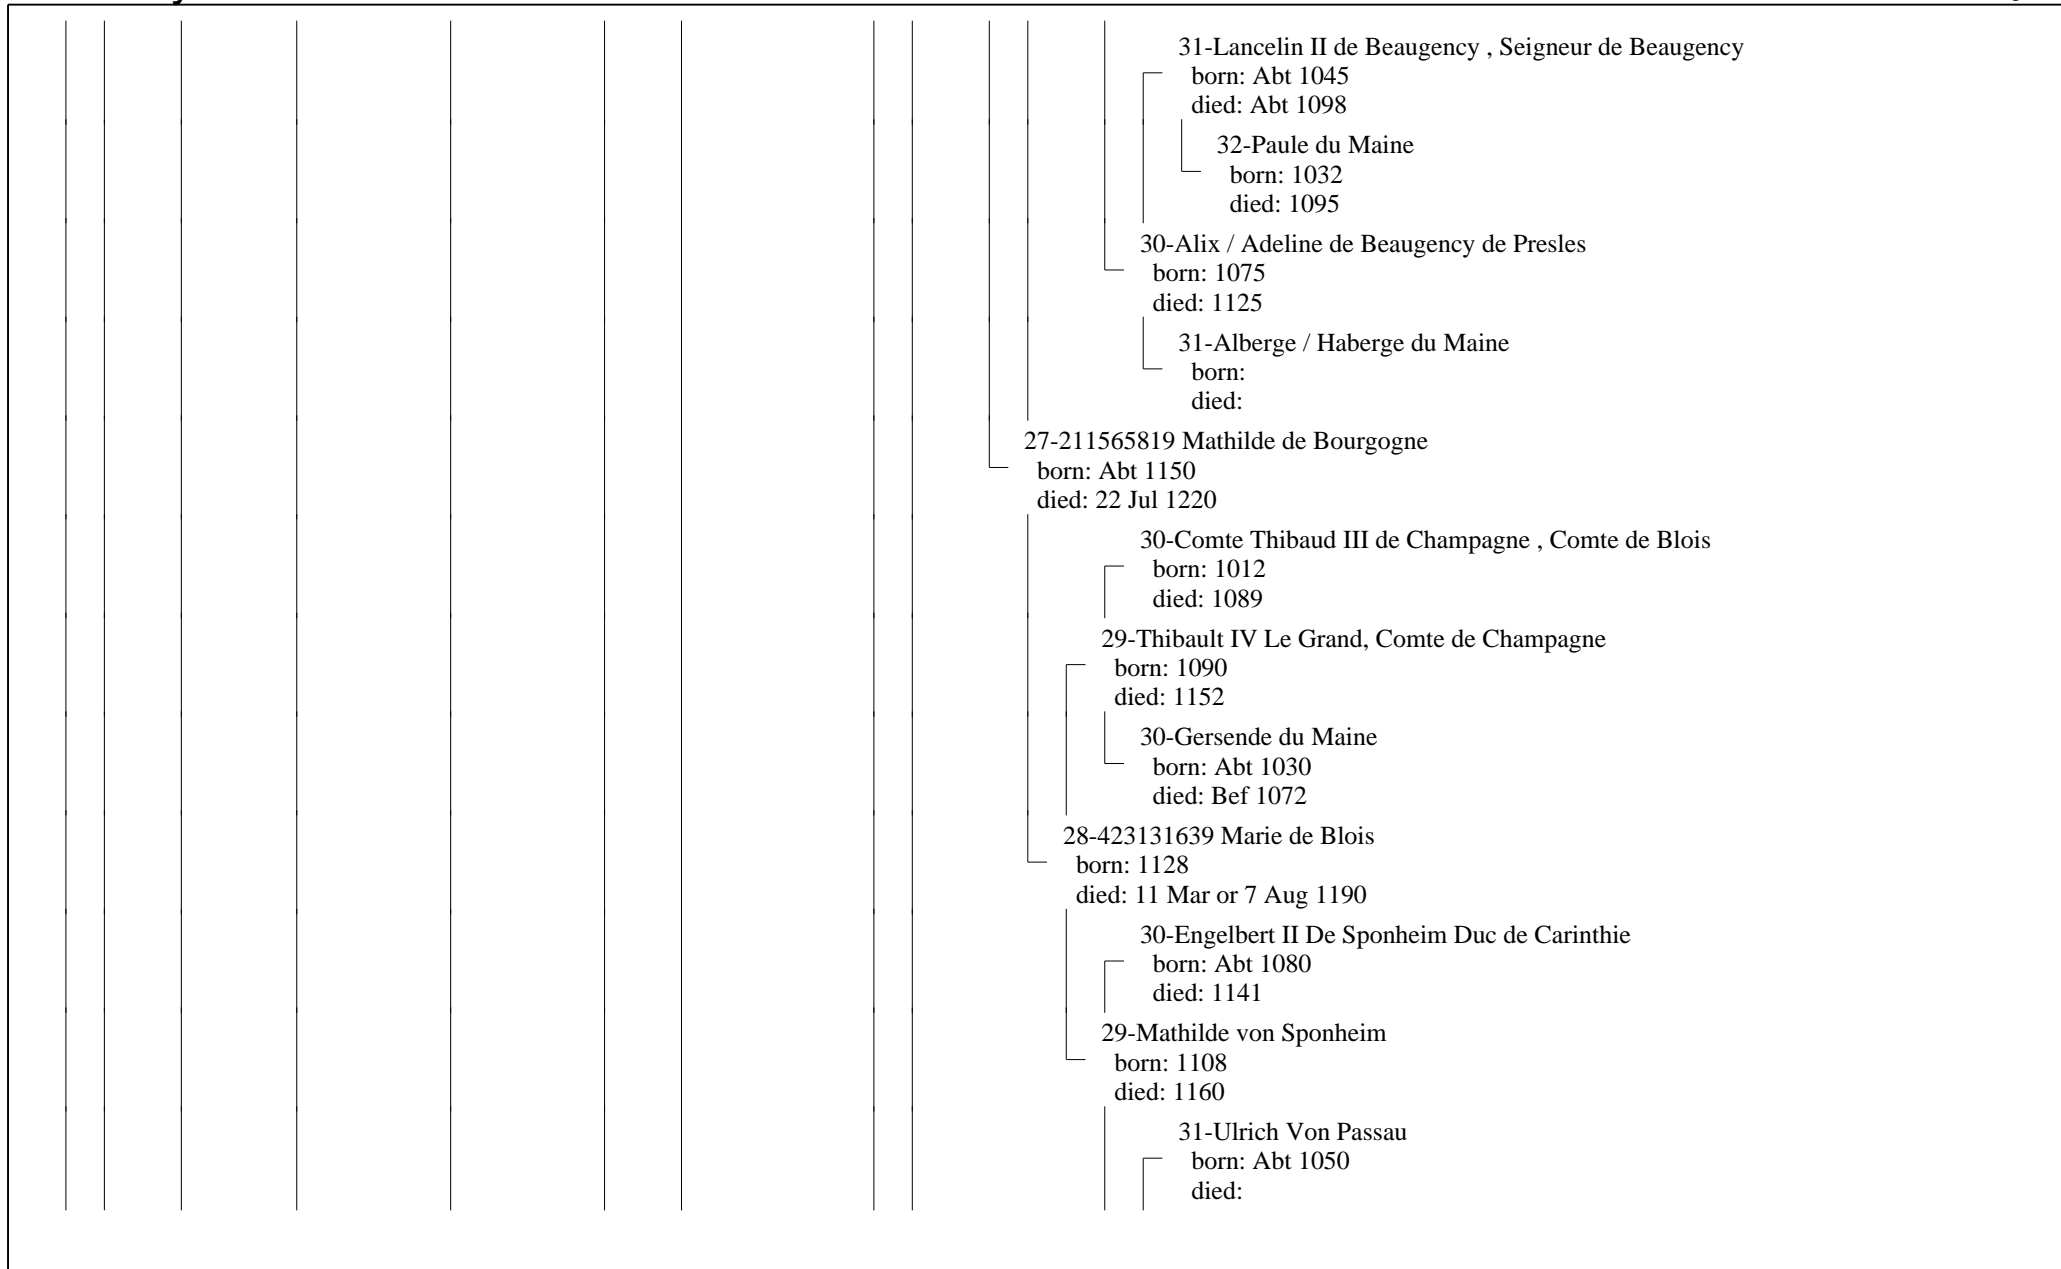 31-Lancelin II de Beaugency , Seigneur de Beaugency
born: Abt 1045
died: Abt 1098
32-Paule du Maine
born: 1032
died: 1095
30-Alix / Adeline de Beaugency de Presles
born: 1075
died: 1125
31-Alberge / Haberge du Maine
born:
died:
27-211565819 Mathilde de Bourgogne
born: Abt 1150
died: 22 Jul 1220
30-Comte Thibaud III de Champagne , Comte de Blois
born: 1012
died: 1089
29-Thibault IV Le Grand, Comte de Champagne
born: 1090
died: 1152
30-Gersende du Maine
born: Abt 1030
died: Bef 1072
28-423131639 Marie de Blois
born: 1128
died: 11 Mar or 7 Aug 1190
30-Engelbert II De Sponheim Duc de Carinthie
born: Abt 1080
died: 1141
29-Mathilde von Sponheim
born: 1108
died: 1160
31-Ulrich Von Passau
born: Abt 1050
died: